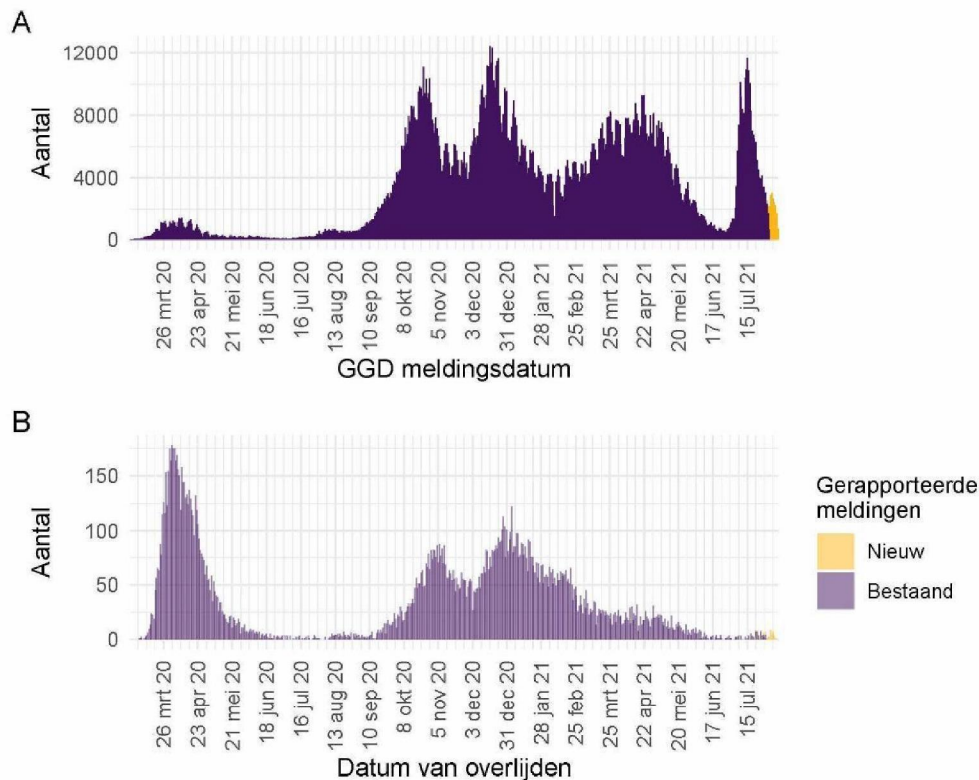 A
12000
8000
4000
0
Aantal
26 mrt 20
23 apr 20
21 mei 20
18 jun 20
16 jul 20
13 aug 20
10 sep 20
8 okt 20
5 nov 20
3 dec 20
31 dec 20
28 jan 21
25 feb 21
25 mrt 21
22 apr 21
20 mei 21
17 jun 21
15 jul 21
GGD meldingsdatum
B
150
100
50
0
Aantal
26 mrt 20
23 apr 20
21 mei 20
18 jun 20
16 jul 20
13 aug 20
10 sep 20
8 okt 20
5 nov 20
3 dec 20
31 dec 20
28 jan 21
25 feb 21
25 mrt 21
22 apr 21
20 mei 21
17 jun 21
15 jul 21
Datum van overlijden
Gerapporteerde
meldingen
Nieuw
Bestaand